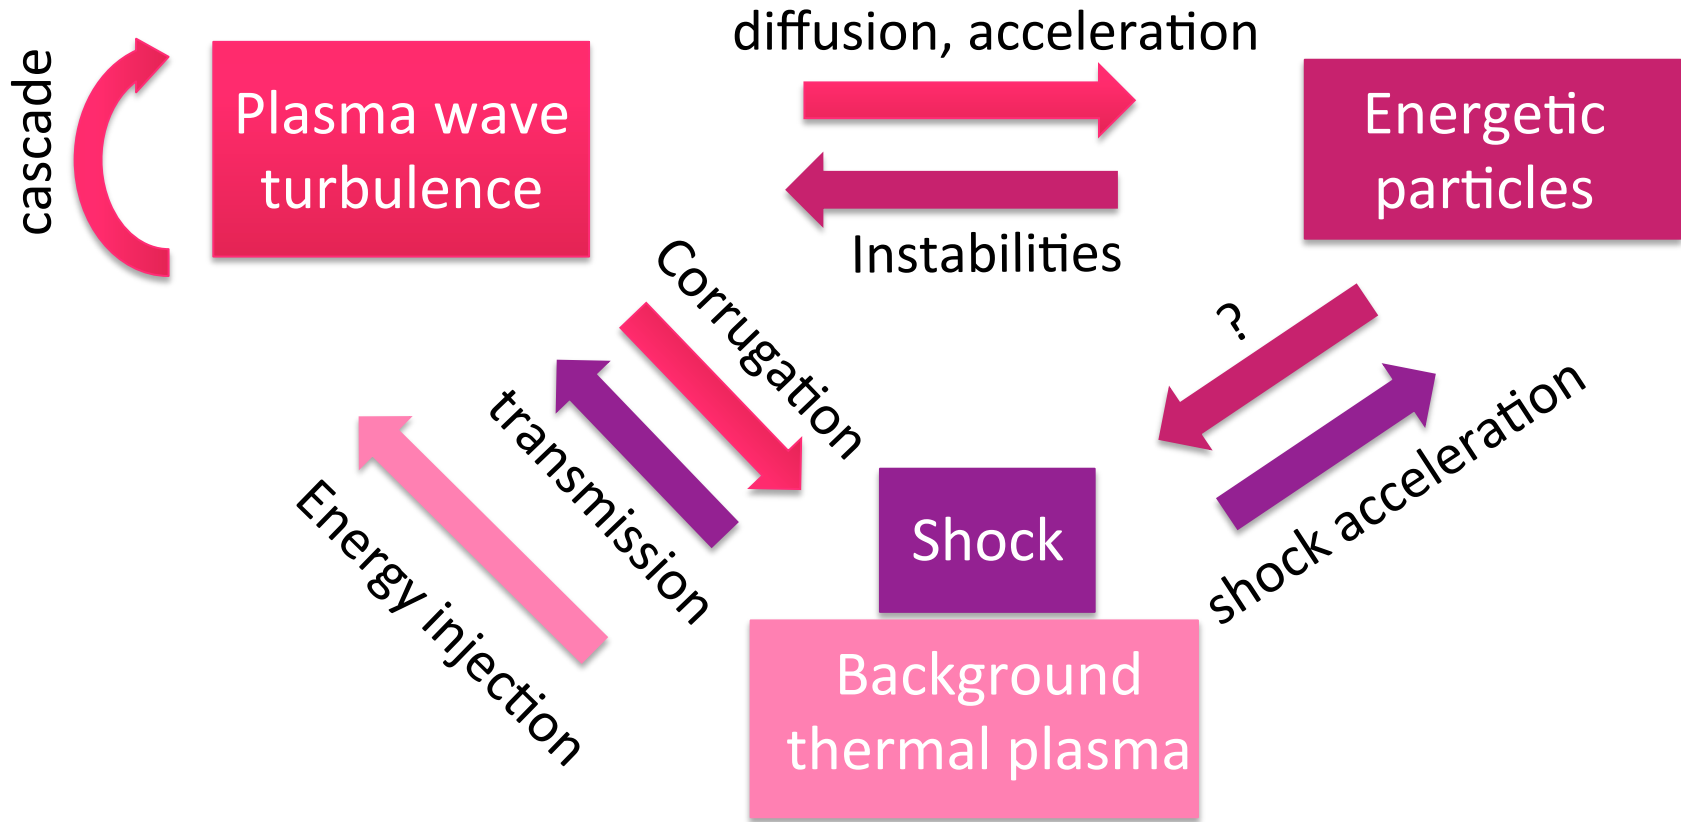 diffusion, acceleration
cascade
Plasma wave
turbulence
Energetic
particles
Instabilities
Corrugation
?
transmission
shock acceleration
Energy injection
Shock
Background
thermal plasma